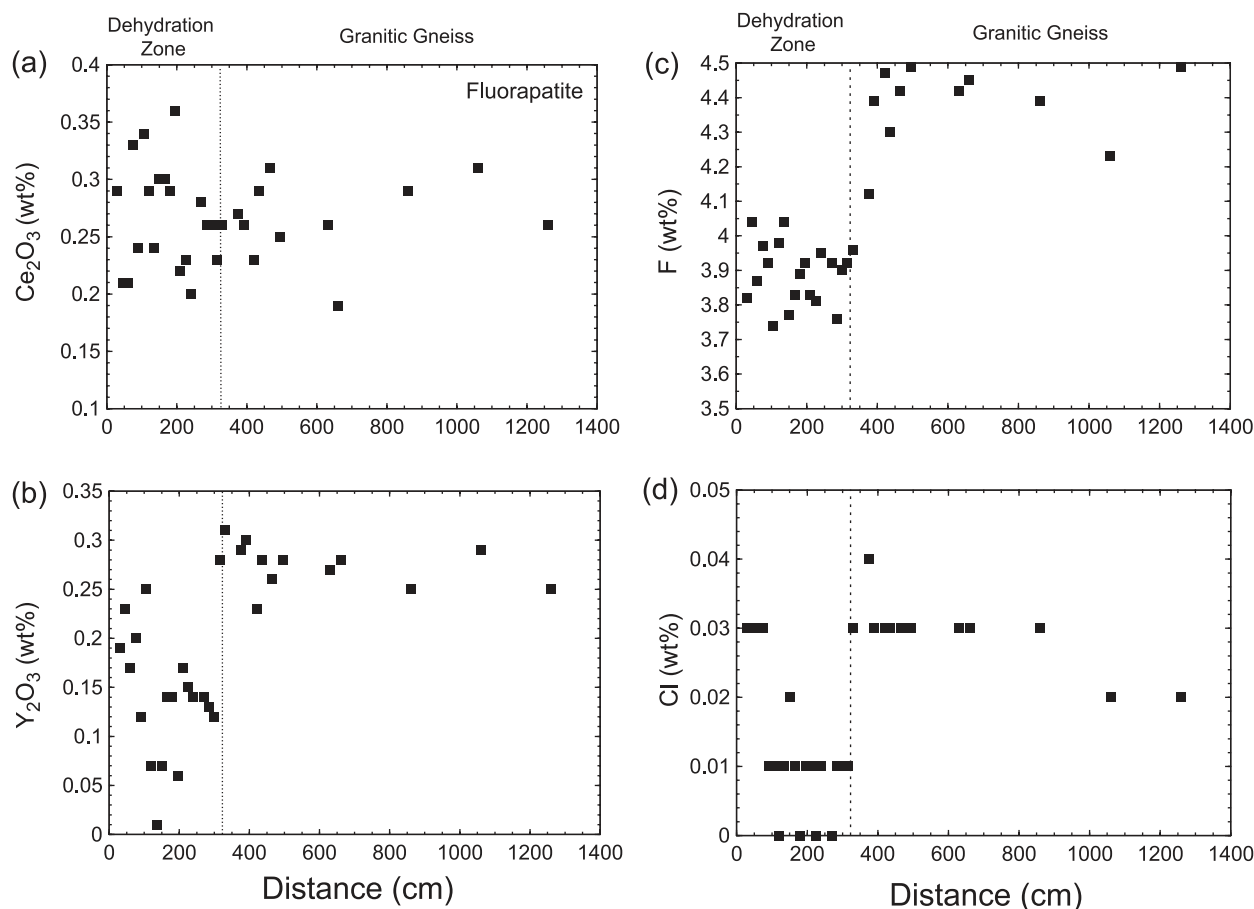 Dehydration
Zone
Granitic Gneiss
(a)
0.4
0.35
0.3
0.25
0.2
0.15
0.1
Ce₂O₃ (wt%)
Fluorapatite
0 200 400 600 800 1000 1200 1400
Dehydration
Zone
Granitic Gneiss
(c)
4.5
4.4
4.3
4.2
4.1
4
3.9
3.8
3.7
3.6
3.5
F (wt%)
0 200 400 600 800 1000 1200 1400
(b)
0.35
0.3
0.25
0.2
0.15
0.1
0.05
0
Y₂O₃ (wt%)
0 200 400 600 800 1000 1200 1400
Distance (cm)
(d)
0.05
0.04
0.03
0.02
0.01
0
Cl (wt%)
0 200 400 600 800 1000 1200 1400
Distance (cm)